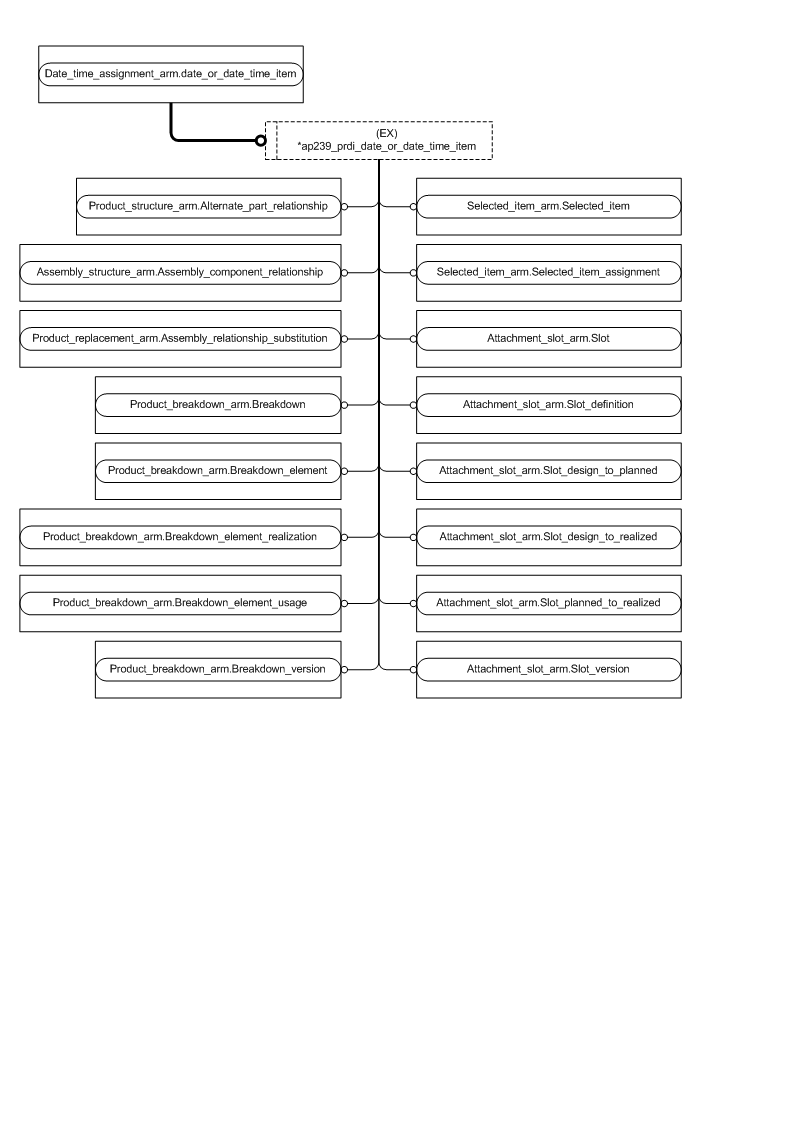 Date_time_assignment_arm.date_or_date_time_item
(EX)
*ap239_prdi_date_or_date_time_item
Product_structure_arm.Alternate_part_relationship
Selected_item_arm.Selected_item
Assembly_structure_arm.Assembly_component_relationship
Selected_item_arm.Selected_item_assignment
Product_replacement_arm.Assembly_relationship_substitution
Attachment_slot_arm.Slot
Product_breakdown_arm.Breakdown
Attachment_slot_arm.Slot_definition
Product_breakdown_arm.Breakdown_element
Attachment_slot_arm.Slot_design_to_planned
Product_breakdown_arm.Breakdown_element_realization
Attachment_slot_arm.Slot_design_to_realized
Product_breakdown_arm.Breakdown_element_usage
Attachment_slot_arm.Slot_planned_to_realized
Product_breakdown_arm.Breakdown_version
Attachment_slot_arm.Slot_version